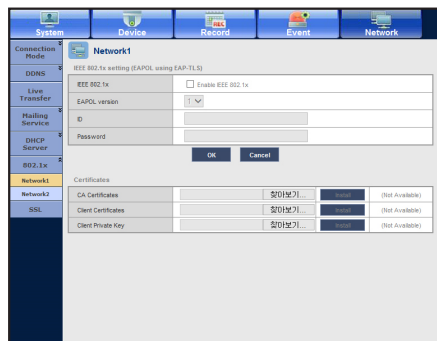 System Device Record Event Network
REC
Connection Mode
DDNS
Live Transfer
Mailing Service
DHCP Server
802.1x
Network1
Network2
SSL
Network1
IEEE 802.1x setting (EAPOL using EAP-TLS)
IEEE 802.1x Enable IEEE 802.1x
EAPOL version 1
ID
Password
OK Cancel
Certificates
CA Certificates 찾아보기... Install (Not Available)
Client Certificates 찾아보기... Install (Not Available)
Client Private Key 찾아보기... Install (Not Available)